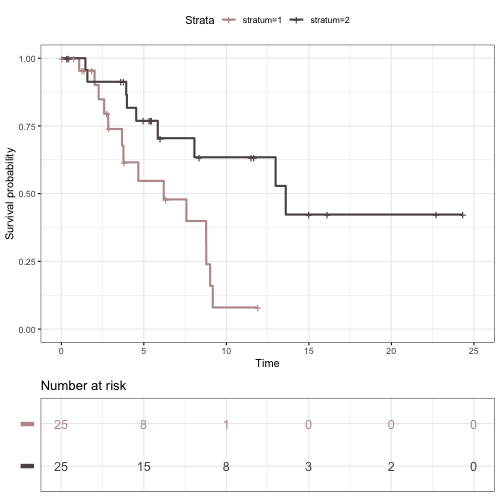 Strata stratum=1 stratum=2
Survival probability
1.00
0.75
0.50
0.25
0.00
0 5 10 15 20 25
Time
Number at risk
25 8 1 0 0 0
25 15 8 3 2 0